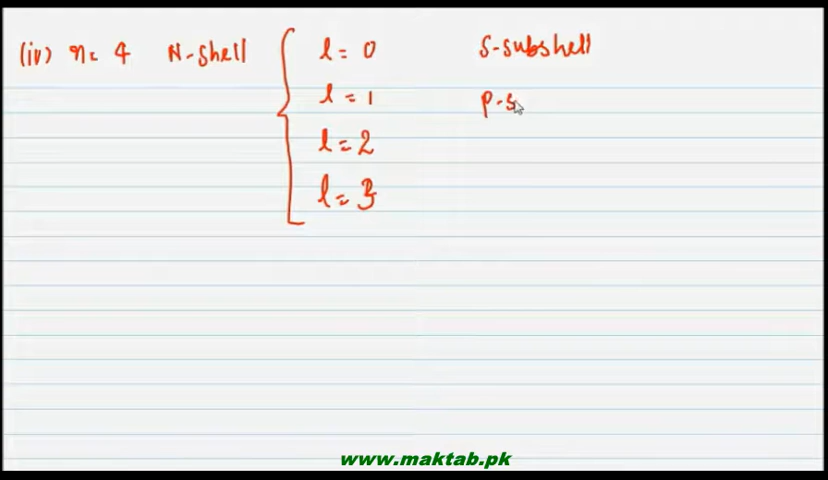 (iv) n= 4 N-Shell l = 0 S-subshell
l = 1 P-S
l = 2
l = 3
www.maktab.pk